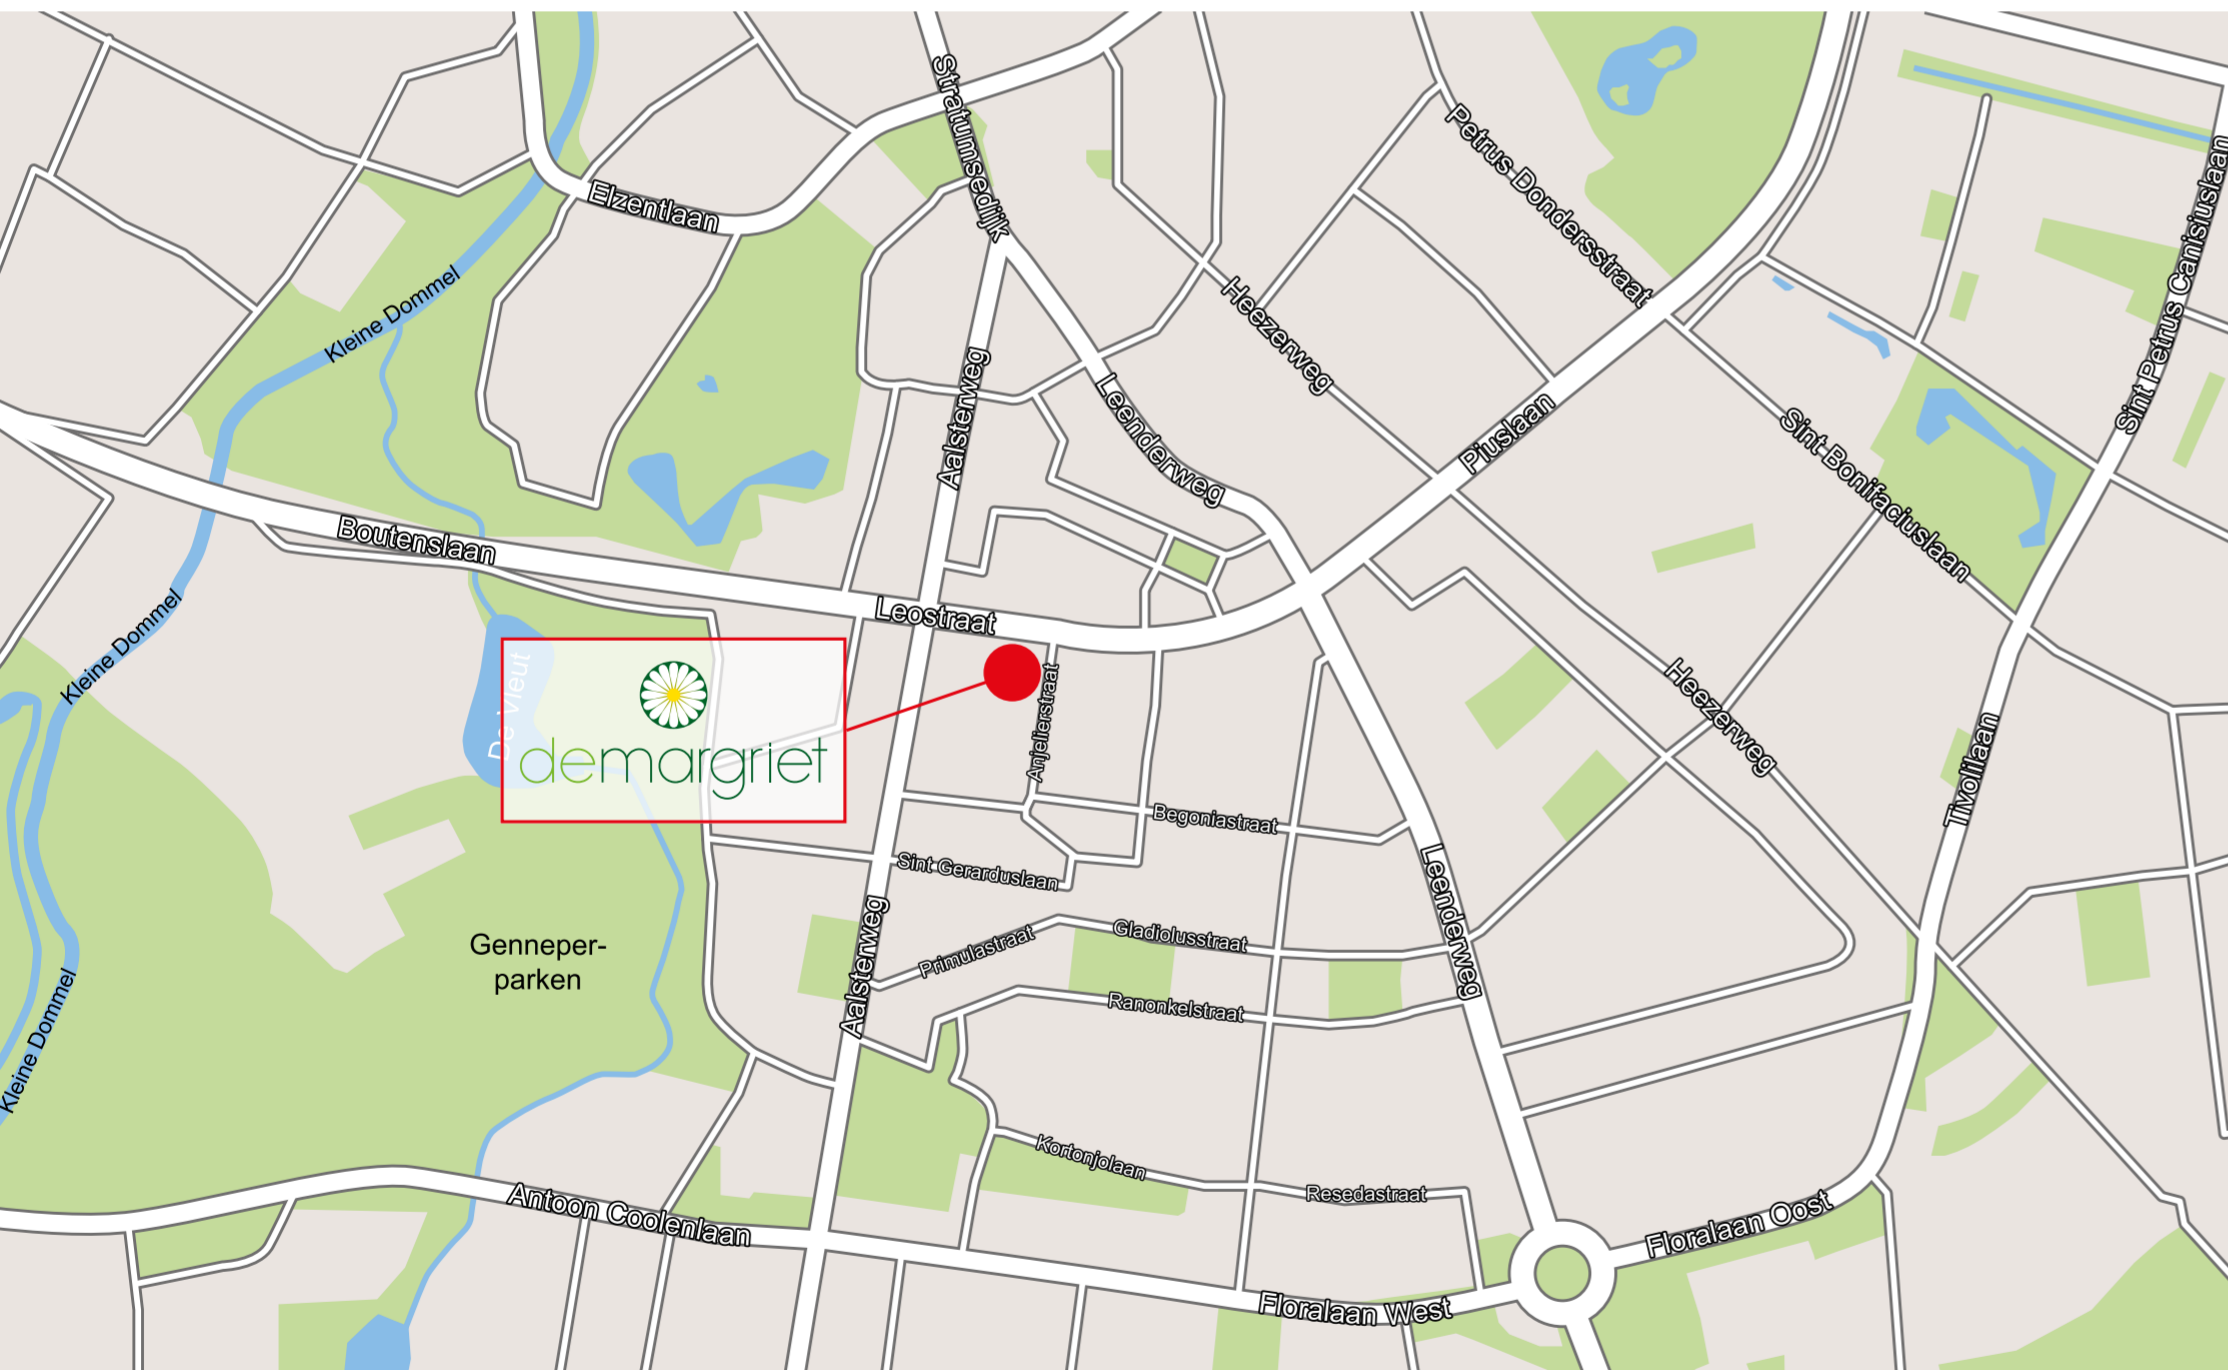 Stratumsedijk
Petrus Dondersstraat
Sint Petrus Canisiuslaan
Elzentlaan
Kleine Dommel
Heezerweg
Aalsterweg
Leenderweg
Piuslaan
Sint Bonifaciuslaan
Boutenslaan
Leostraat
Kleine Dommel
De Vleut
demargriet
Anjelierstraat
Heezerweg
Tivolilaan
Begoniastraat
Sint Gerarduslaan
Leenderweg
Aalsterweg
Genneper-
parken
Primulastraat
Gladiolusstraat
Ranonkelstraat
Kleine Dommel
Kortonjolaan
Resedastraat
Antoon Coolenlaan
Floralaan Oost
Floralaan West